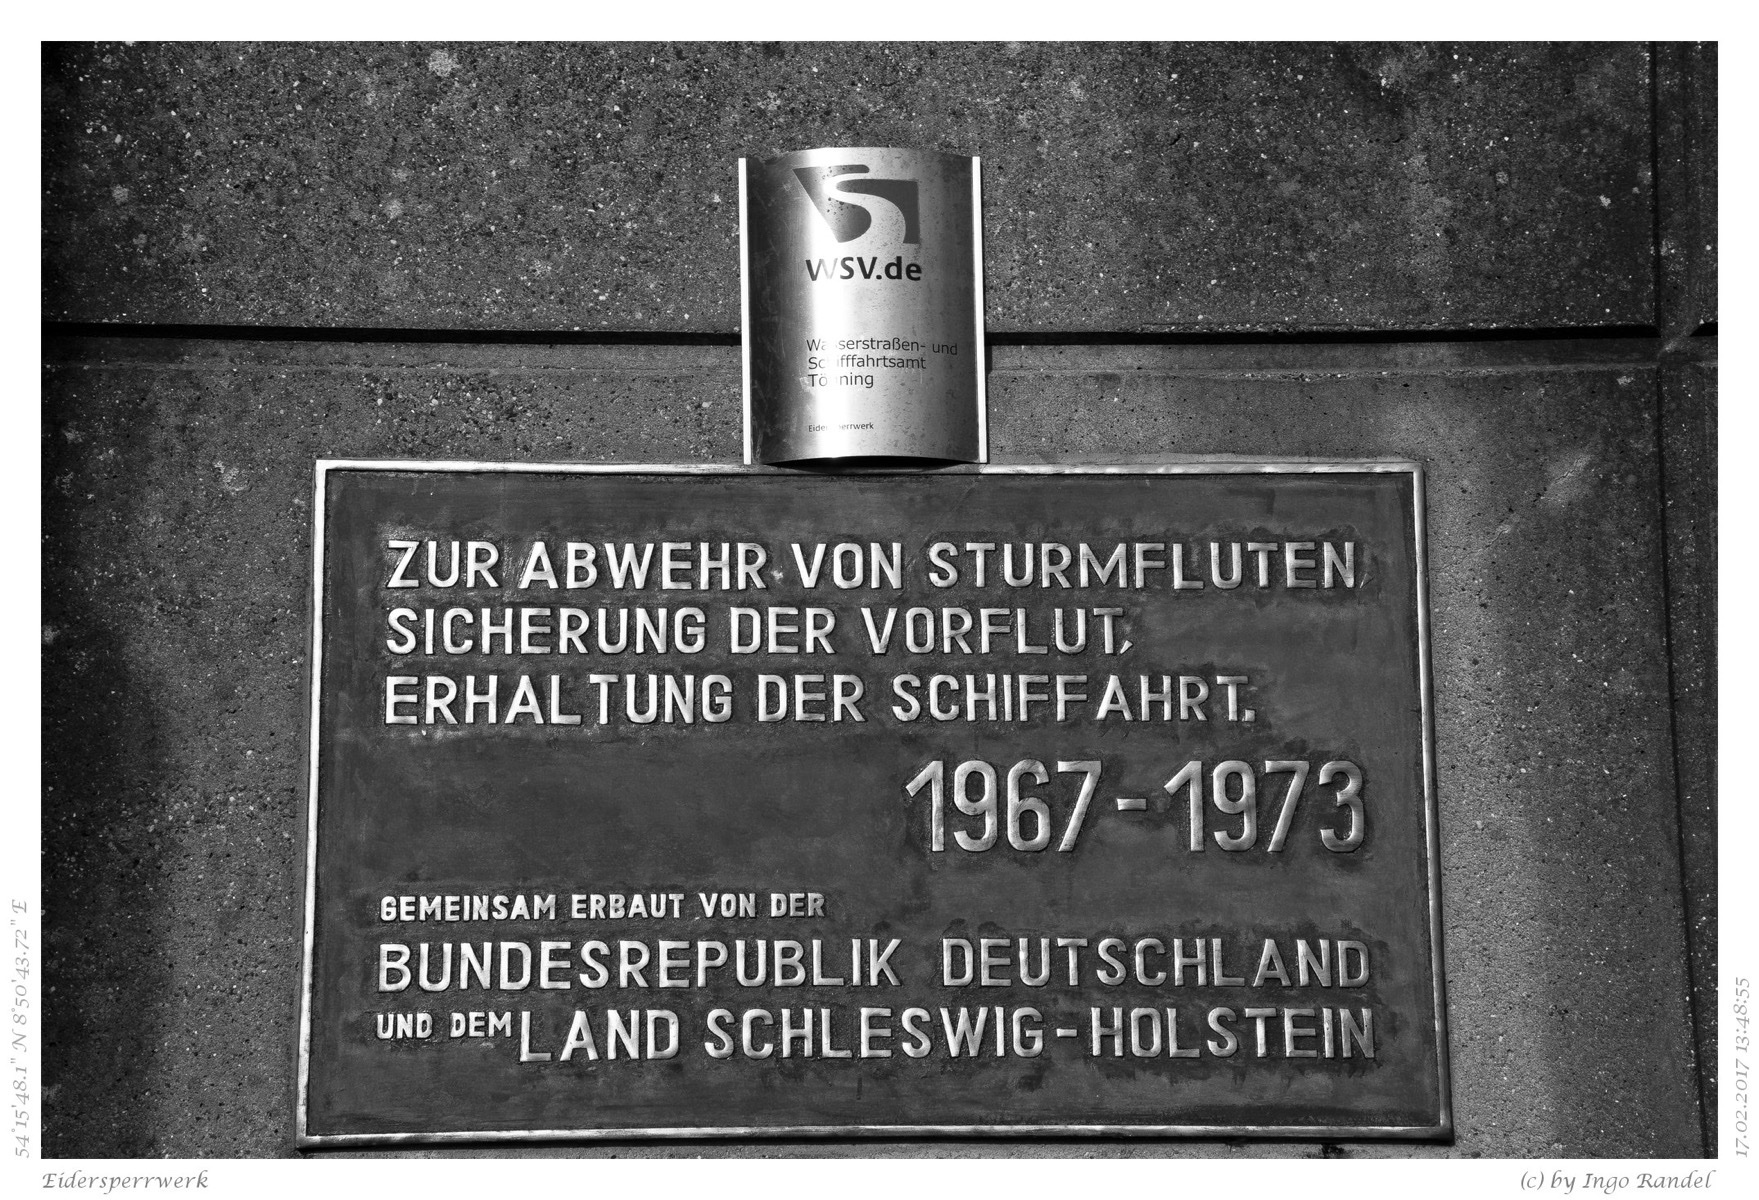 WSV.de
Wasserstraßen- und
Schifffahrtsamt
Tönning
Eidersperrwerk
ZUR ABWEHR VON STURMFLUTEN,
SICHERUNG DER VORFLUT,
ERHALTUNG DER SCHIFFAHRT.
1967-1973
GEMEINSAM ERBAUT VON DER
BUNDESREPUBLIK DEUTSCHLAND
UND DEM LAND SCHLESWIG-HOLSTEIN
54°15'48.1" N 8°50'43.72" E
17.02.2017 13:48:55
Eidersperrwerk
(c) by Ingo Randel